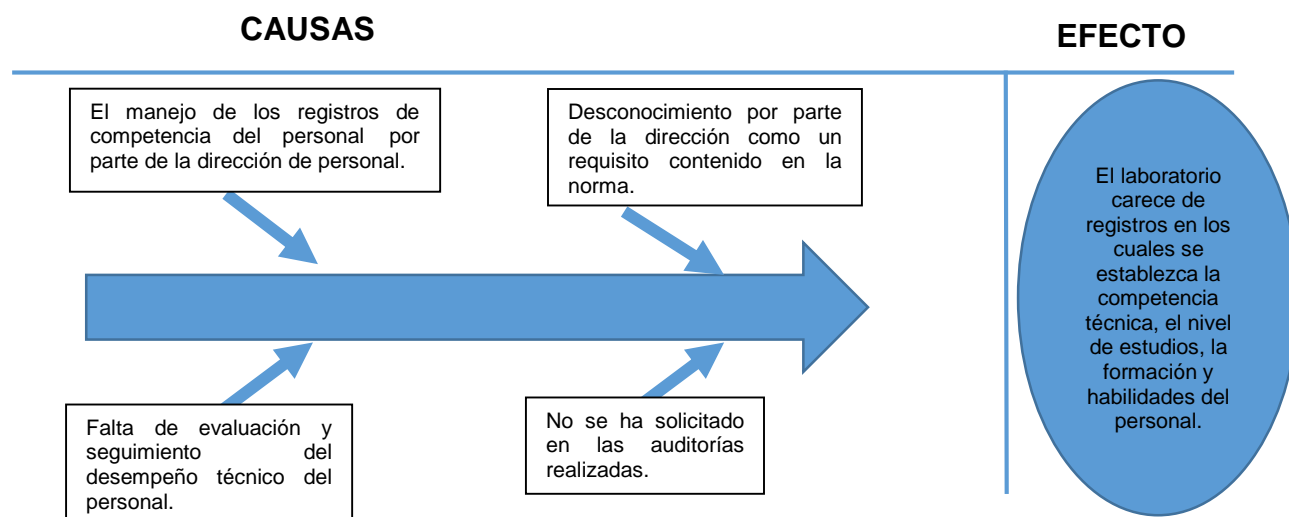 CAUSAS
EFECTO
El manejo de los registros de
competencia del personal por
parte de la dirección de personal.
Desconocimiento por parte
de la dirección como un
requisito contenido en la
norma.
El laboratorio
carece de
registros en los
cuales se
establezca la
competencia
técnica, el nivel
de estudios, la
formación y
habilidades del
personal.
Falta de evaluación y
seguimiento del
desempeño técnico del
personal.
No se ha solicitado
en las auditorías
realizadas.